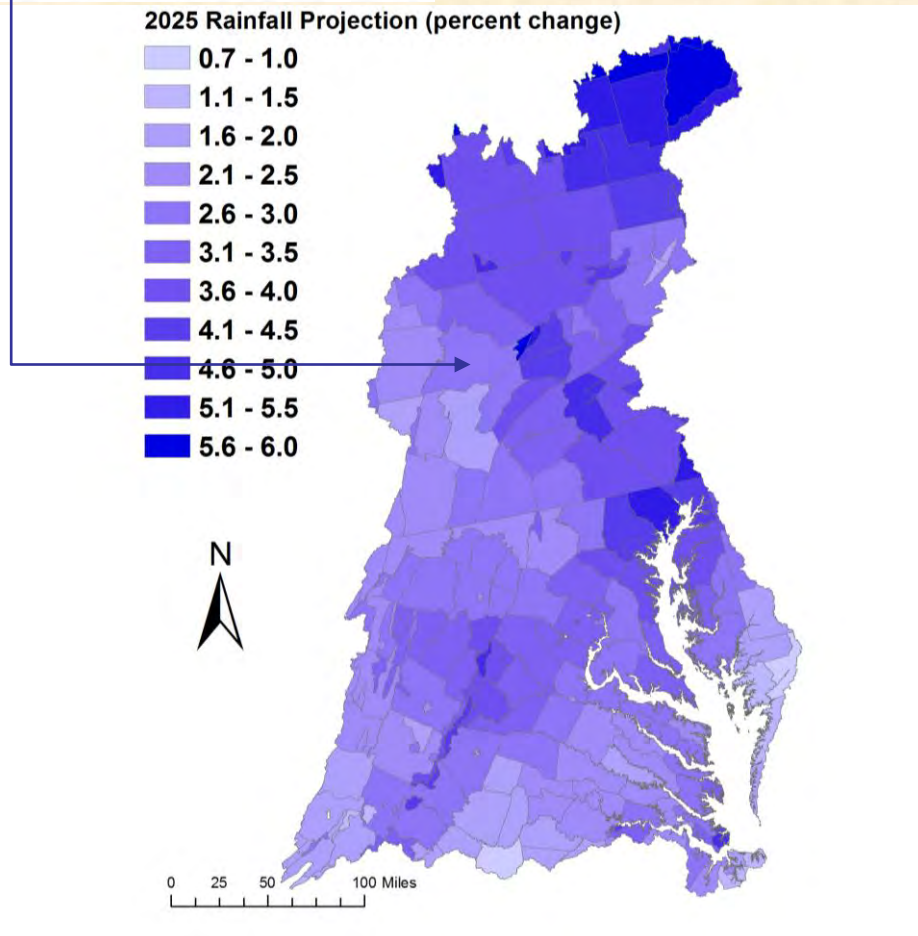 2025 Rainfall Projection (percent change)
0.7 - 1.0
1.1 - 1.5
1.6 - 2.0
2.1 - 2.5
2.6 - 3.0
3.1 - 3.5
3.6 - 4.0
4.1 - 4.5
4.6 - 5.0
5.1 - 5.5
5.6 - 6.0
N
0 25 50 100 Miles